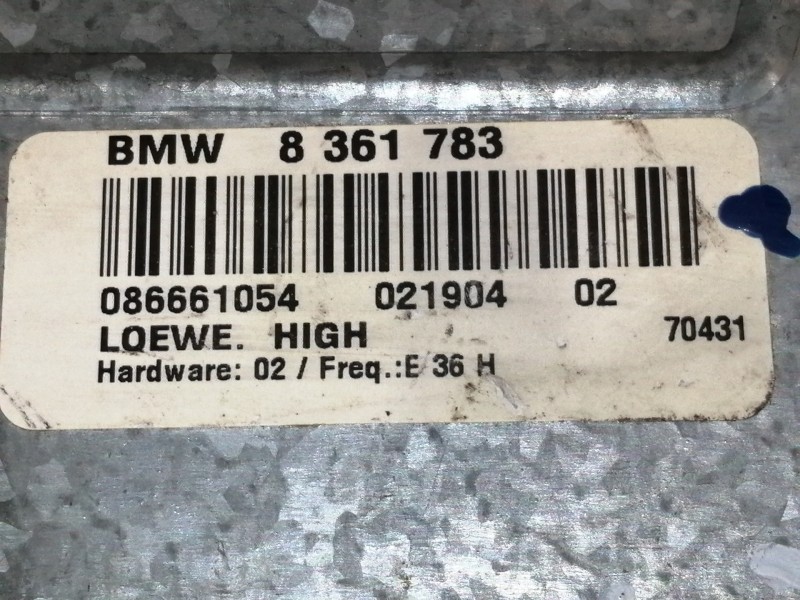 BMW 8 361 783
086661054 021904 02
LOEWE. HIGH 70431
Hardware: 02 / Freq.:E 36 H